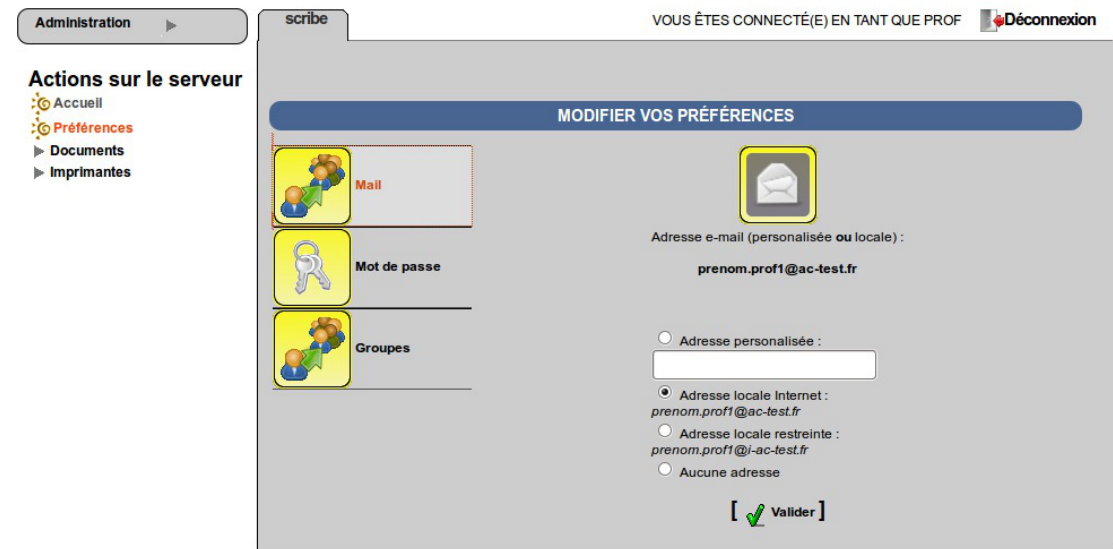 Administration
scribe
VOUS ÊTES CONNECTÉ(E) EN TANT QUE PROF
Déconnexion
Actions sur le serveur
Accueil
Préférences
Documents
Imprimantes
MODIFIER VOS PRÉFÉRENCES
Mail
Mot de passe
Groupes
Adresse e-mail (personalisée ou locale) :
prenom.prof1@ac-test.fr
Adresse personalisée :
Adresse locale Internet :
prenom.prof1@ac-test.fr
Adresse locale restreinte :
prenom.prof1@i-ac-test.fr
Aucune adresse
[ Valider ]